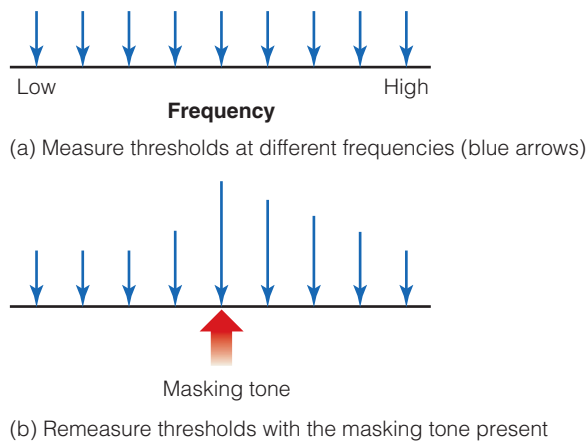 Low High
Frequency
(a) Measure thresholds at different frequencies (blue arrows)
Masking tone
(b) Remeasure thresholds with the masking tone present